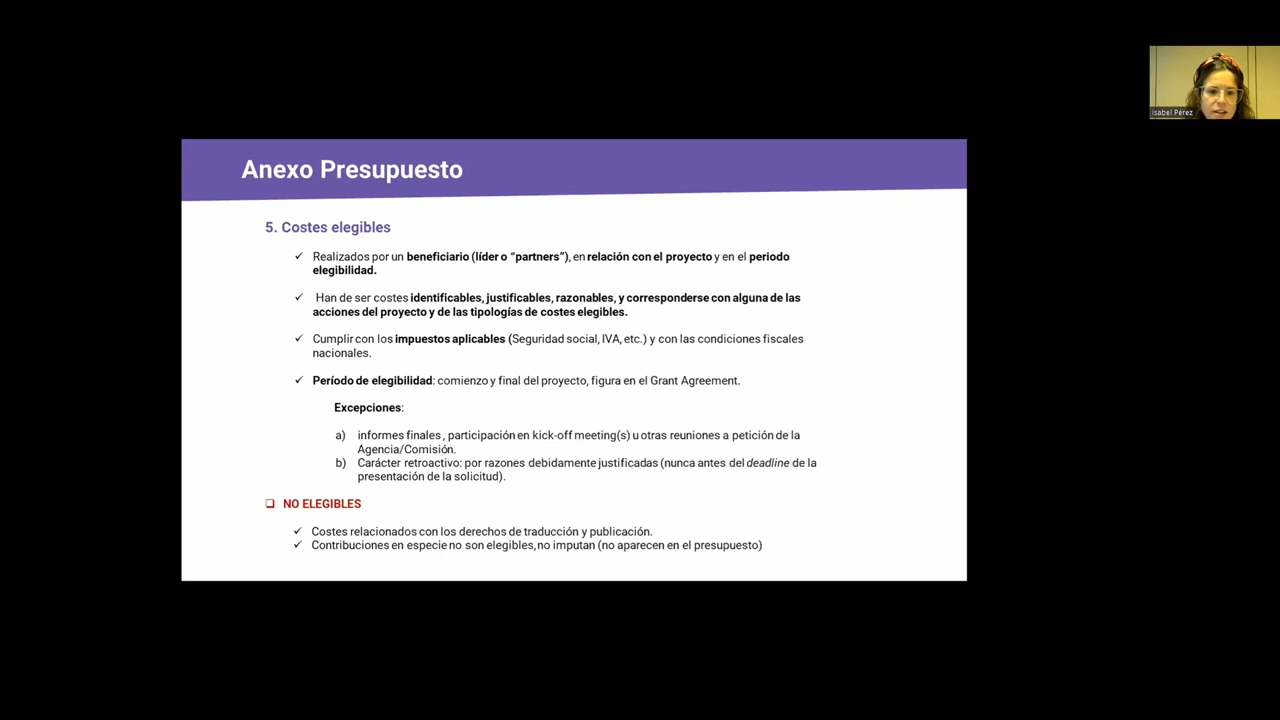 Isabel Pérez
Anexo Presupuesto
5. Costes elegibles
✓ Realizados por un beneficiario (líder o “partners”), en relación con el proyecto y en el periodo
elegibilidad.
✓ Han de ser costes identificables, justificables, razonables, y corresponderse con alguna de las
acciones del proyecto y de las tipologías de costes elegibles.
✓ Cumplir con los impuestos aplicables (Seguridad social, IVA, etc.) y con las condiciones fiscales
nacionales.
✓ Período de elegibilidad: comienzo y final del proyecto, figura en el Grant Agreement.
Excepciones:
a) informes finales , participación en kick-off meeting(s) u otras reuniones a petición de la
Agencia/Comisión.
b) Carácter retroactivo: por razones debidamente justificadas (nunca antes del deadline de la
presentación de la solicitud).
❑ NO ELEGIBLES
✓ Costes relacionados con los derechos de traducción y publicación.
✓ Contribuciones en especie no son elegibles, no imputan (no aparecen en el presupuesto)